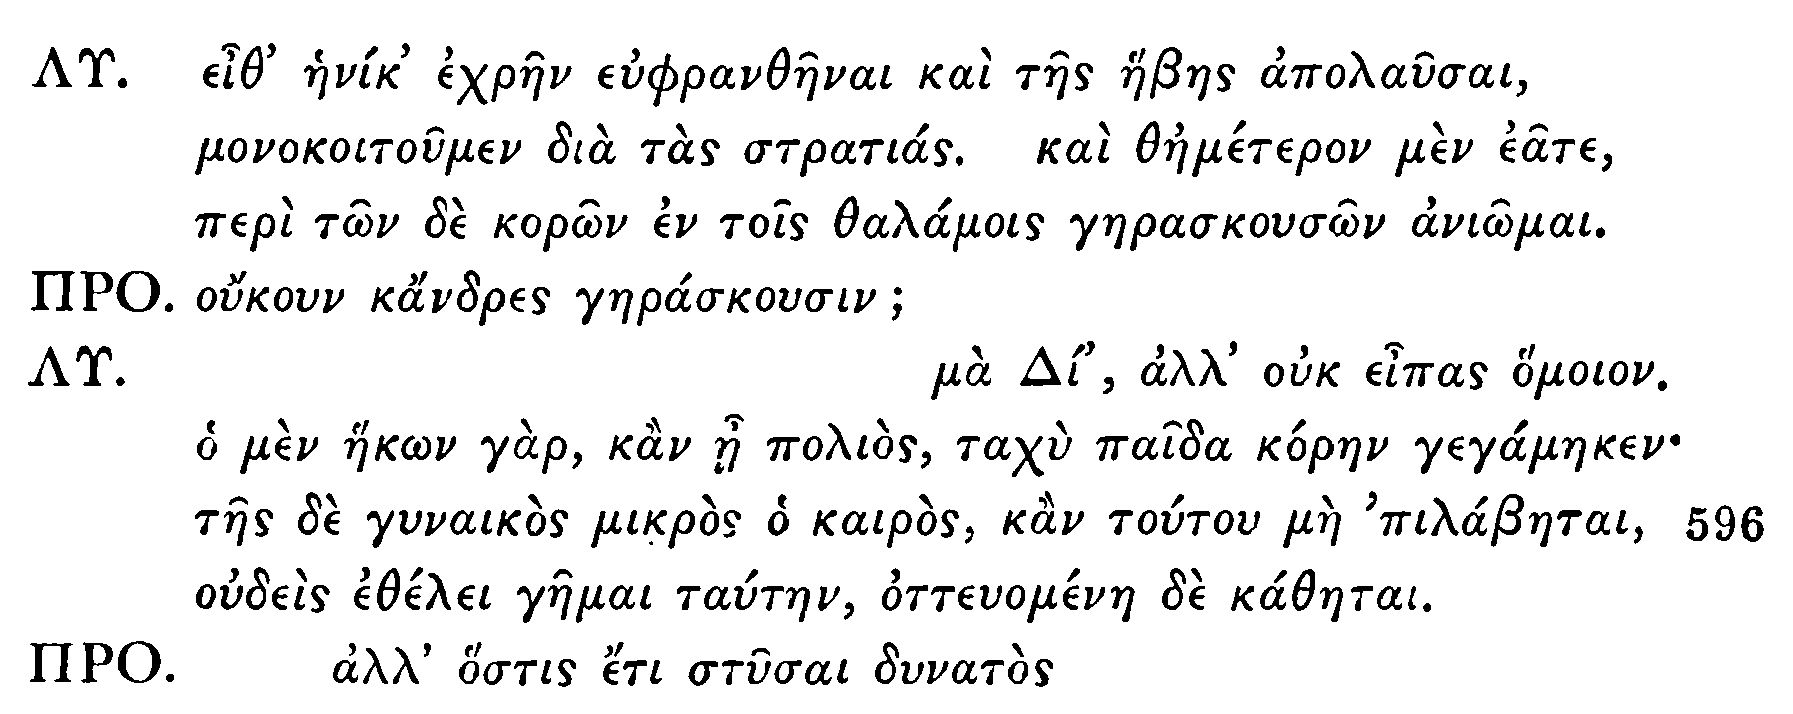 ΛΥ. εἶθ’ ἡνίκ’ ἐχρῆν εὐφρανθῆναι καὶ τῆς ἥβης ἀπολαῦσαι,
μονοκοιτοῦμεν διὰ τὰς στρατιάς. καὶ θἠμέτερον μὲν ἐᾶτε,
περὶ τῶν δὲ κορῶν ἐν τοῖς θαλάμοις γηρασκουσῶν ἀνιῶμαι.
ΠΡΟ. οὔκουν κἄνδρες γηράσκουσιν ;
ΛΥ. μὰ Δί’, ἀλλ’ οὐκ εἶπας ὅμοιον.
ὁ μὲν ἥκων γὰρ, κἂν ᾖ πολιὸς, ταχὺ παῖδα κόρην γεγάμηκεν·
τῆς δὲ γυναικὸς μικρὸς ὁ καιρὸς, κἂν τούτου μὴ ’πιλάβηται, 596
οὐδεὶς ἐθέλει γῆμαι ταύτην, ὀττευομένη δὲ κάθηται.
ΠΡΟ. ἀλλ’ ὅστις ἔτι στῦσαι δυνατὸς